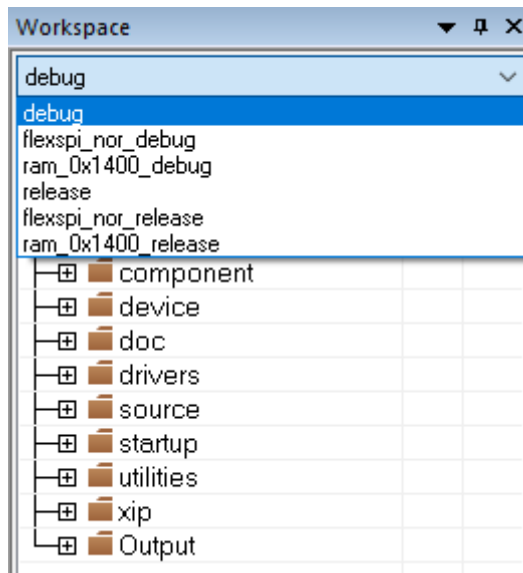 Workspace
debug
debug
flexspi_nor_debug
ram_0x1400_debug
release
flexspi_nor_release
ram_0x1400_release
component
device
doc
drivers
source
startup
utilities
xip
Output